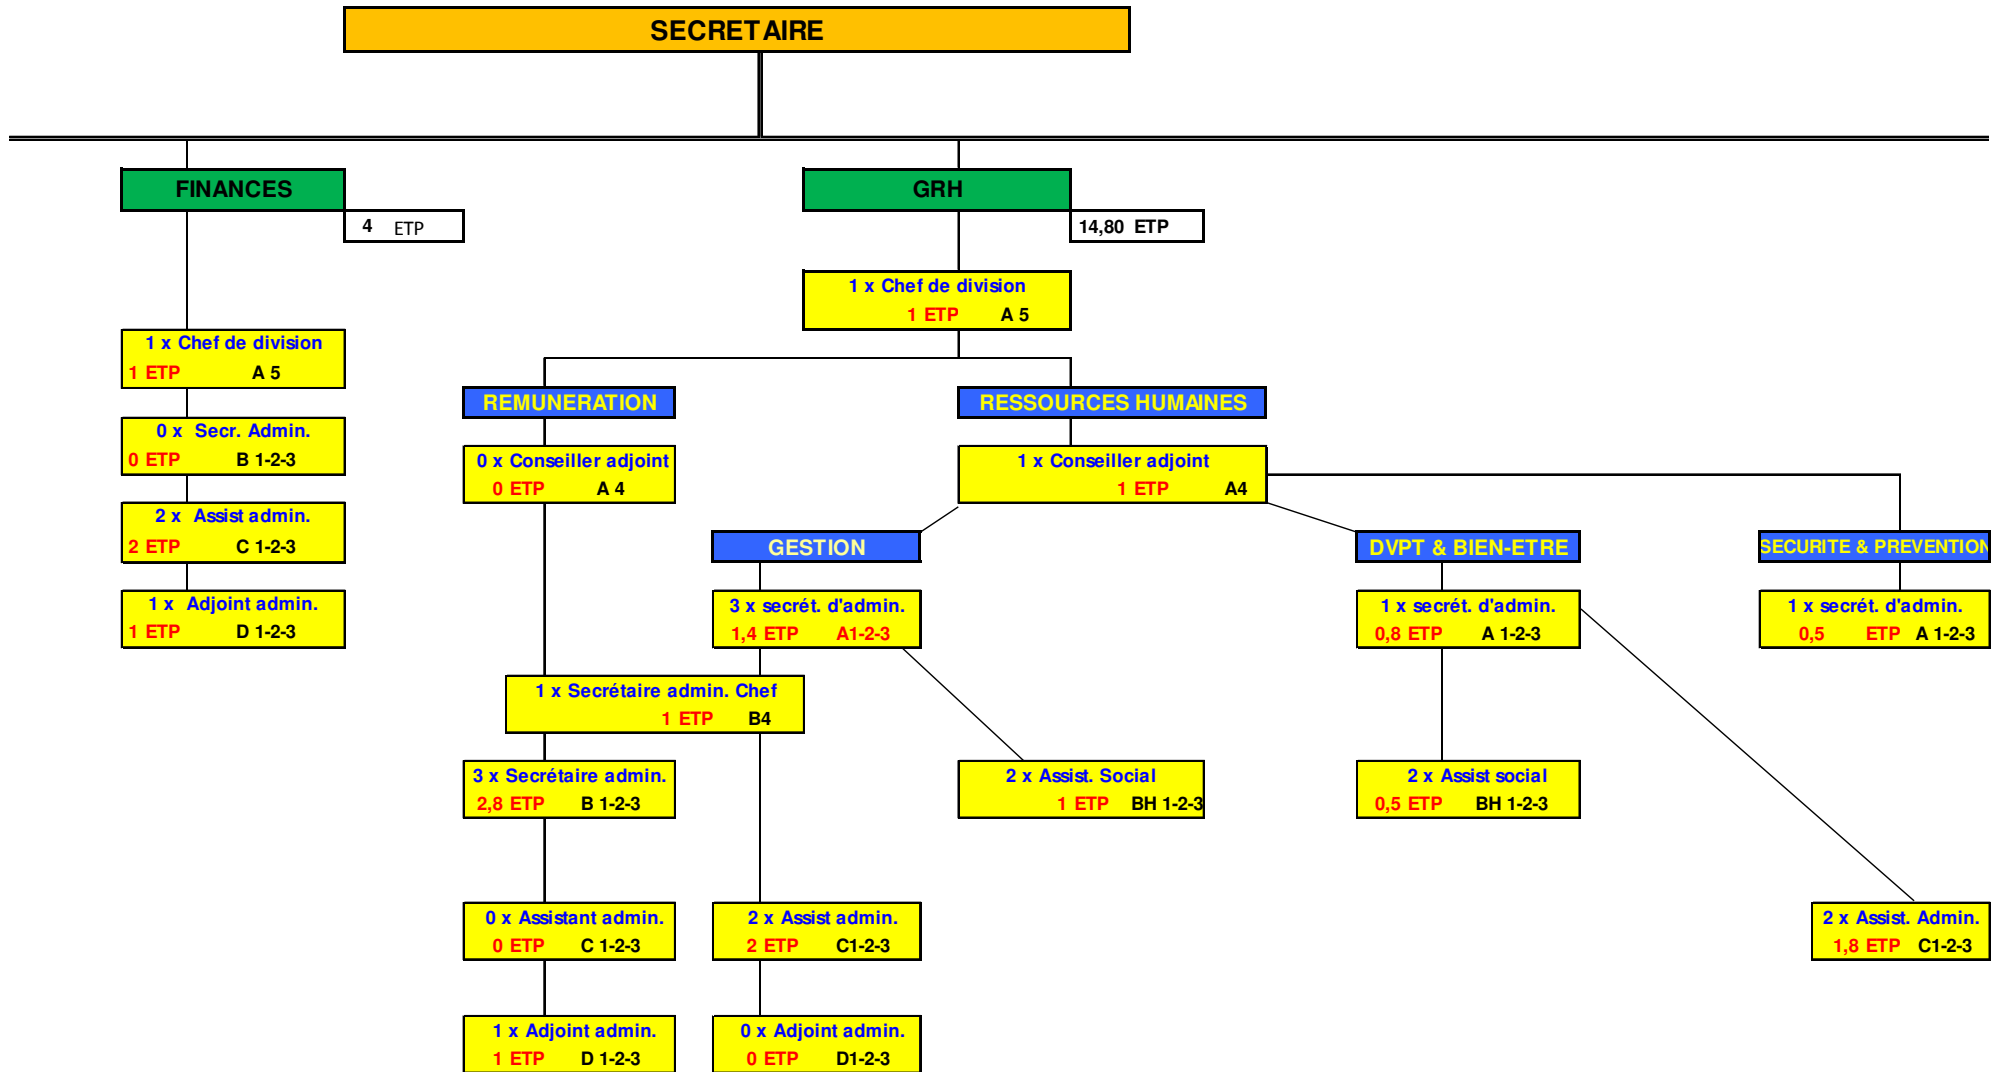 SECRETAIRE
FINANCES
GRH
4 ETP
14,80 ETP
1 x Chef de division
1 ETP A 5
1 x Chef de division
1 ETP A 5
REMUNERATION
RESSOURCES HUMAINES
0 x Secr. Admin.
0 ETP B 1-2-3
0 x Conseiller adjoint
0 ETP A 4
1 x Conseiller adjoint
1 ETP A4
2 x Assist admin.
2 ETP C 1-2-3
GESTION
DVPT & BIEN-ETRE
SECURITE & PREVENTION
1 x Adjoint admin.
1 ETP D 1-2-3
3 x secrét. d'admin.
1,4 ETP A1-2-3
1 x secrét. d'admin.
0,8 ETP A 1-2-3
1 x secrét. d'admin.
0,5 ETP A 1-2-3
1 x Secrétaire admin. Chef
1 ETP B4
3 x Secrétaire admin.
2,8 ETP B 1-2-3
2 x Assist. Social
1 ETP BH 1-2-3
2 x Assist social
0,5 ETP BH 1-2-3
0 x Assistant admin.
0 ETP C 1-2-3
2 x Assist admin.
2 ETP C1-2-3
2 x Assist. Admin.
1,8 ETP C1-2-3
1 x Adjoint admin.
1 ETP D 1-2-3
0 x Adjoint admin.
0 ETP D1-2-3